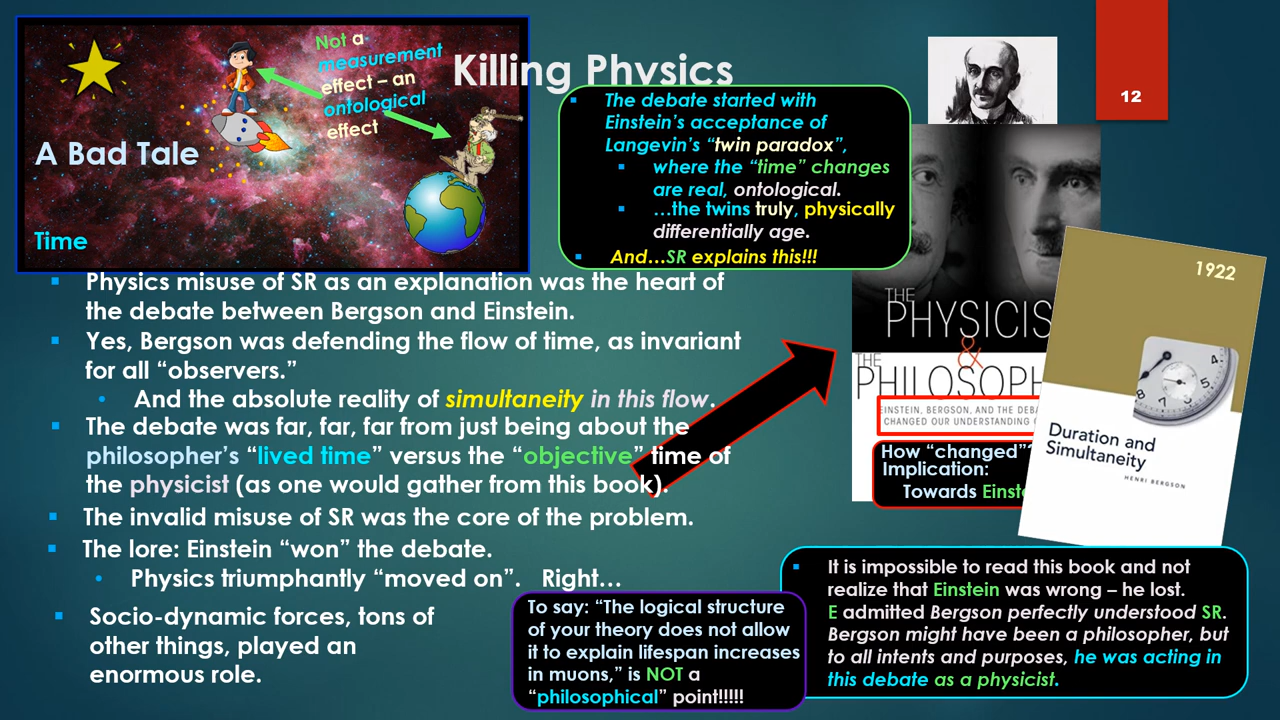 Killing Physics
12
Not a
measurement
effect – an
ontological
effect
A Bad Tale
Time
The debate started with
Einstein's acceptance of
Langevin's "twin paradox",
where the "time" changes
are real, ontological.
…the twins truly, physically
differentially age.
And…SR explains this!!!
Physics misuse of SR as an explanation was the heart of
the debate between Bergson and Einstein.
Yes, Bergson was defending the flow of time, as invariant
for all "observers."
And the absolute reality of simultaneity in this flow.
The debate was far, far, far from just being about the
philosopher's "lived time" versus the "objective" time of
the physicist (as one would gather from this book).
The invalid misuse of SR was the core of the problem.
The lore: Einstein "won" the debate.
Physics triumphantly "moved on". Right…
Socio-dynamic forces, tons of
other things, played an
enormous role.
To say: "The logical structure
of your theory does not allow
it to explain lifespan increases
in muons," is NOT a
"philosophical" point!!!!!
THE
PHYSICIS
&
THE
PHILOSOPH
EINSTEIN, BERGSON, AND THE DEBA
CHANGED OUR UNDERSTANDING
How "changed"?
Implication:
Towards Einste
1922
5 4
6
7
8
Duration and
Simultaneity
HENRI BERGSON
It is impossible to read this book and not
realize that Einstein was wrong – he lost.
E admitted Bergson perfectly understood SR.
Bergson might have been a philosopher, but
to all intents and purposes, he was acting in
this debate as a physicist.